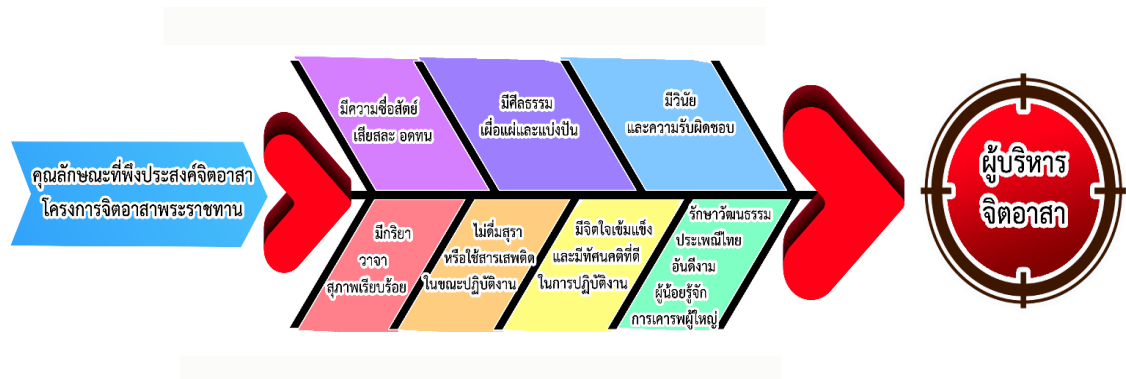 คุณลักษณะที่พึงประสงค์จิตอาสา
โครงการจิตอาสาพระราชทาน
มีความซื่อสัตย์
เสียสละ อดทน
มีศีลธรรม
เผื่อแผ่และแบ่งปัน
มีวินัย
และความรับผิดชอบ
มีกริยา
วาจา
สุภาพเรียบร้อย
ไม่ดื่มสุรา
หรือใช้สารเสพติด
ในขณะปฏิบัติงาน
มีจิตใจเข้มแข็ง
และมีทัศนคติที่ดี
ในการปฏิบัติงาน
รักษาวัฒนธรรม
ประเพณีไทย
อันดีงาม
ผู้น้อยรู้จัก
การเคารพผู้ใหญ่
ผู้บริหาร
จิตอาสา